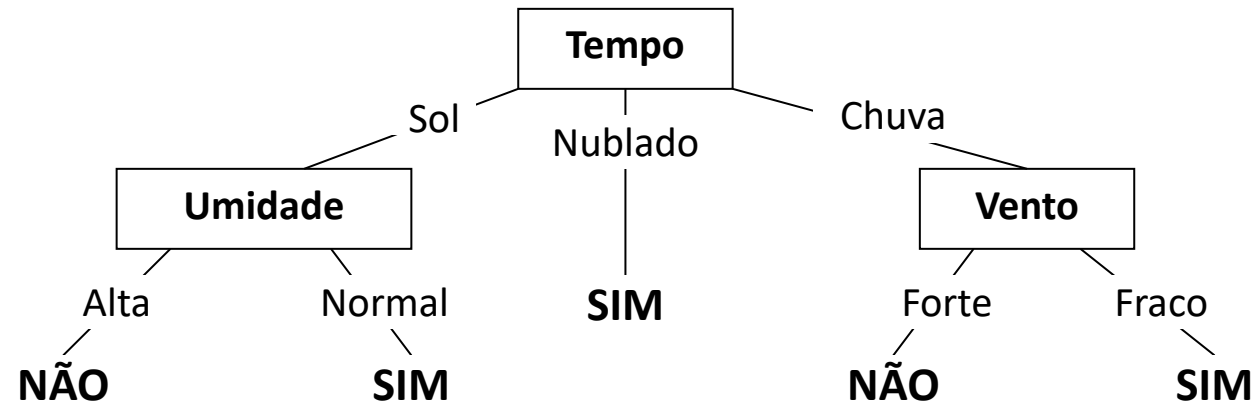 Tempo
Sol
Nublado
Chuva
Umidade
Vento
Alta
Normal
SIM
Forte
Fraco
NÃO
SIM
NÃO
SIM